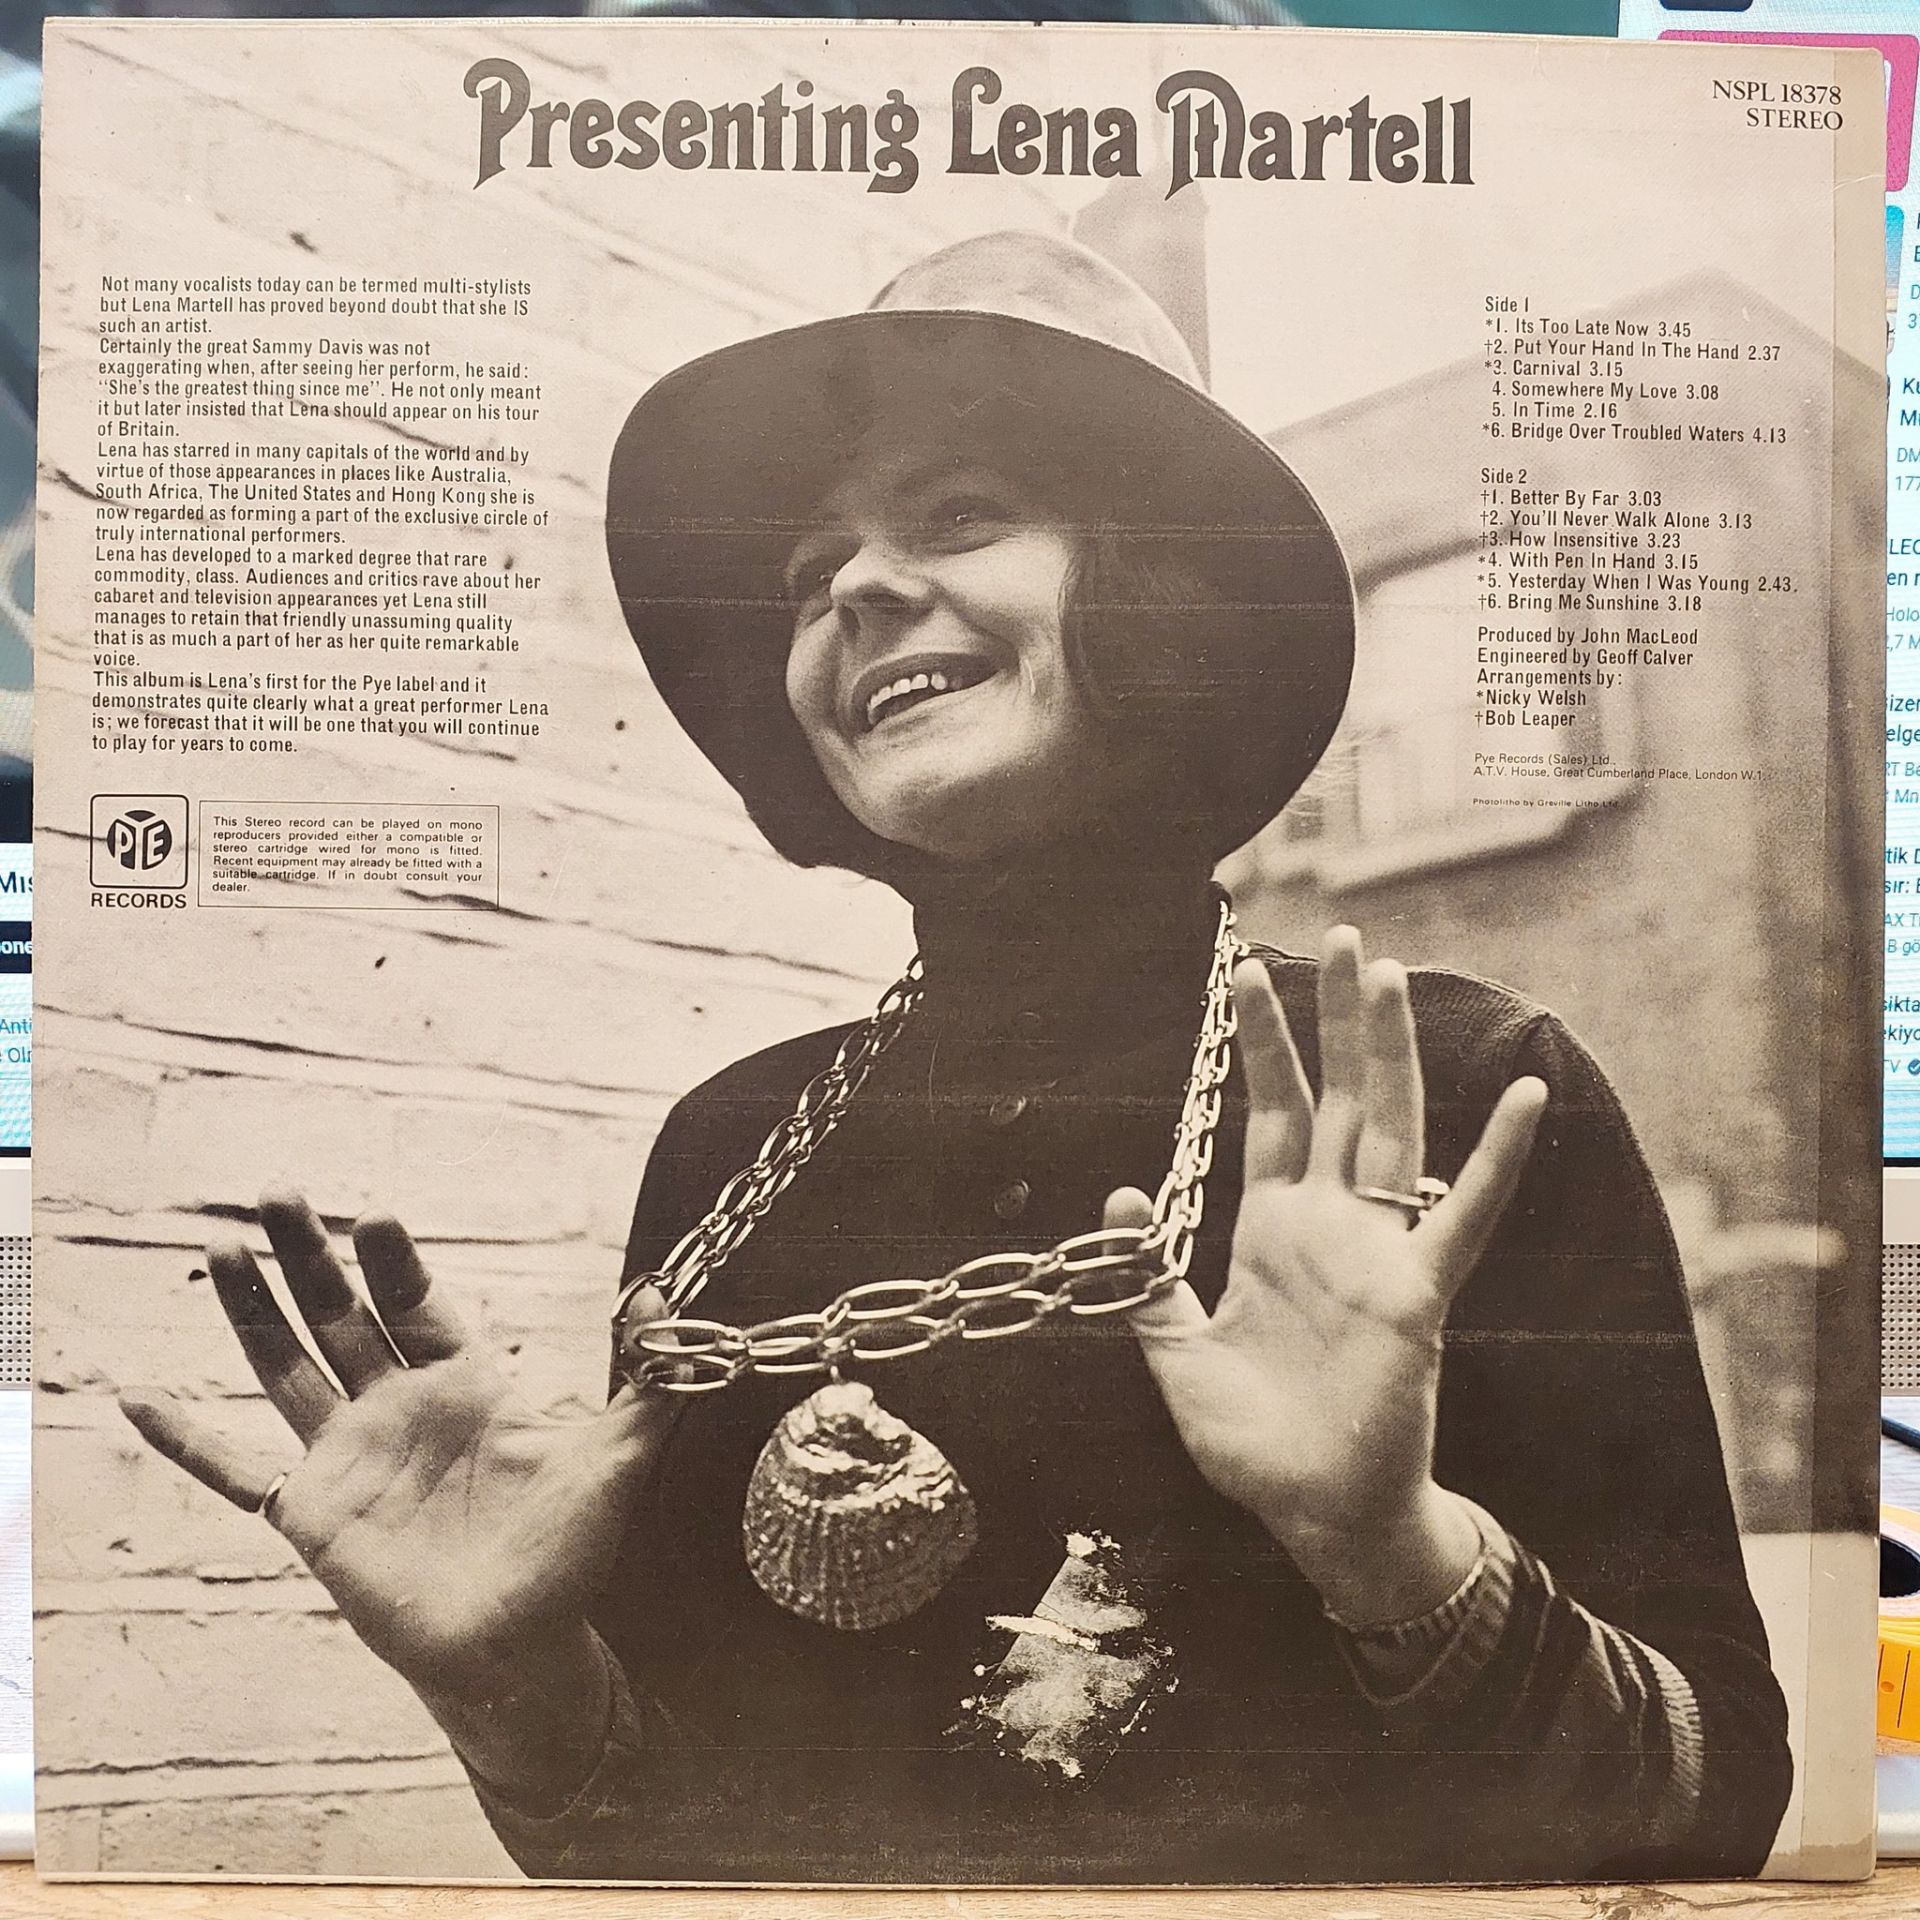 Presenting Lena Martell
NSPL 18378
STEREO
Not many vocalists today can be termed multi-stylists
but Lena Martell has proved beyond doubt that she IS
such an artist.
Certainly the great Sammy Davis was not
exaggerating when, after seeing her perform, he said:
“She's the greatest thing since me”. He not only meant
it but later insisted that Lena should appear on his tour
of Britain.
Lena has starred in many capitals of the world and by
virtue of those appearances in places like Australia,
South Africa, The United States and Hong Kong she is
now regarded as forming a part of the exclusive circle of
truly international performers.
Lena has developed to a marked degree that rare
commodity, class. Audiences and critics rave about her
cabaret and television appearances yet Lena still
manages to retain that friendly unassuming quality
that is as much a part of her as her quite remarkable
voice.
This album is Lena's first for the Pye label and it
demonstrates quite clearly what a great performer Lena
is; we forecast that it will be one that you will continue
to play for years to come.
PYE
RECORDS
This Stereo record can be played on mono
reproducers provided either a compatible or
stereo cartridge wired for mono is fitted.
Recent equipment may already be fitted with a
suitable cartridge. If in doubt consult your
dealer.
Side 1
*1. Its Too Late Now 3.45
†2. Put Your Hand In The Hand 2.37
*3. Carnival 3.15
4. Somewhere My Love 3.08
5. In Time 2.16
*6. Bridge Over Troubled Waters 4.13
Side 2
†1. Better By Far 3.03
†2. You'll Never Walk Alone 3.13
†3. How Insensitive 3.23
*4. With Pen In Hand 3.15
*5. Yesterday When I Was Young 2.43.
†6. Bring Me Sunshine 3.18
Produced by John MacLeod
Engineered by Geoff Calver
Arrangements by:
*Nicky Welsh
†Bob Leaper
Pye Records (Sales) Ltd.,
A.T.V. House, Great Cumberland Place, London W.1.
Photolitho by Greville Litho Ltd.